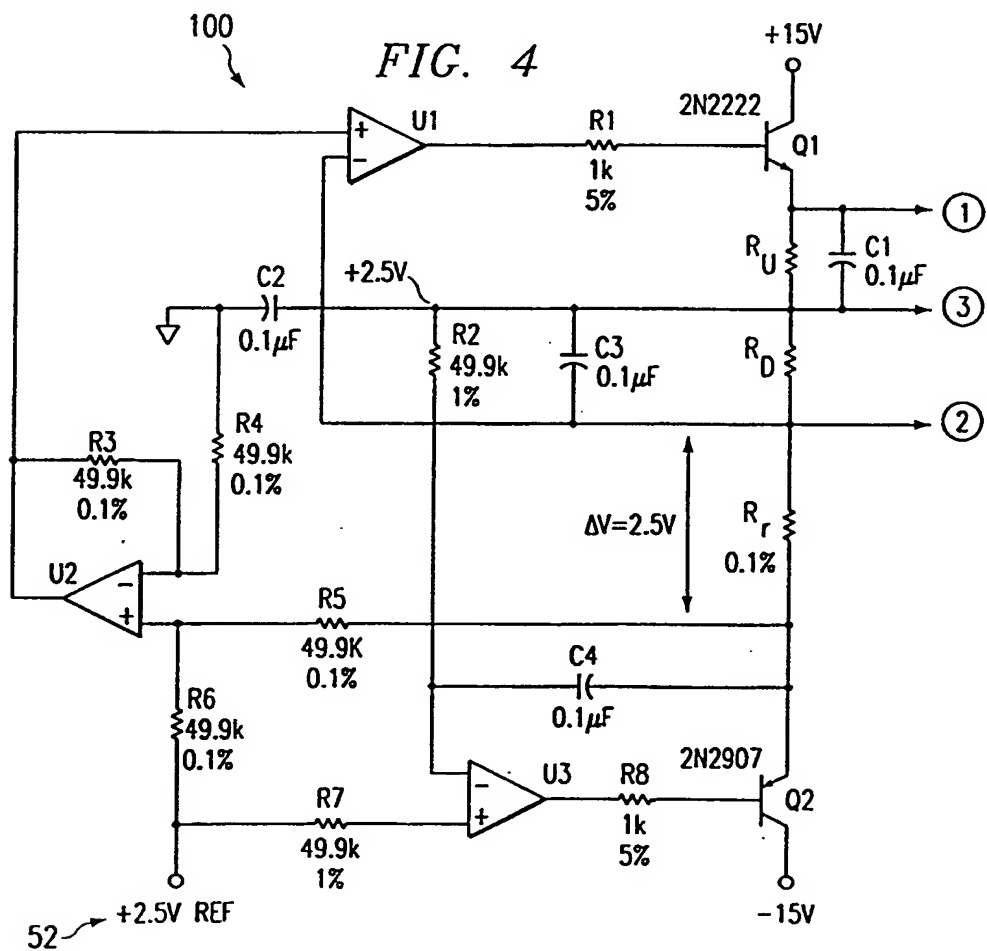 100
FIG. 4
+15V
2N2222
U1
+
−
R1
1k
5%
Q1
1
R_U
C1
0.1μF
C2
0.1μF
+2.5V
3
R2
49.9k
1%
C3
0.1μF
R_D
2
R3
49.9k
0.1%
R4
49.9k
0.1%
ΔV=2.5V
R_r
0.1%
U2
−
+
R5
49.9K
0.1%
C4
0.1μF
R6
49.9k
0.1%
2N2907
U3
−
+
R8
1k
5%
Q2
R7
49.9k
1%
52
+2.5V REF
-15V